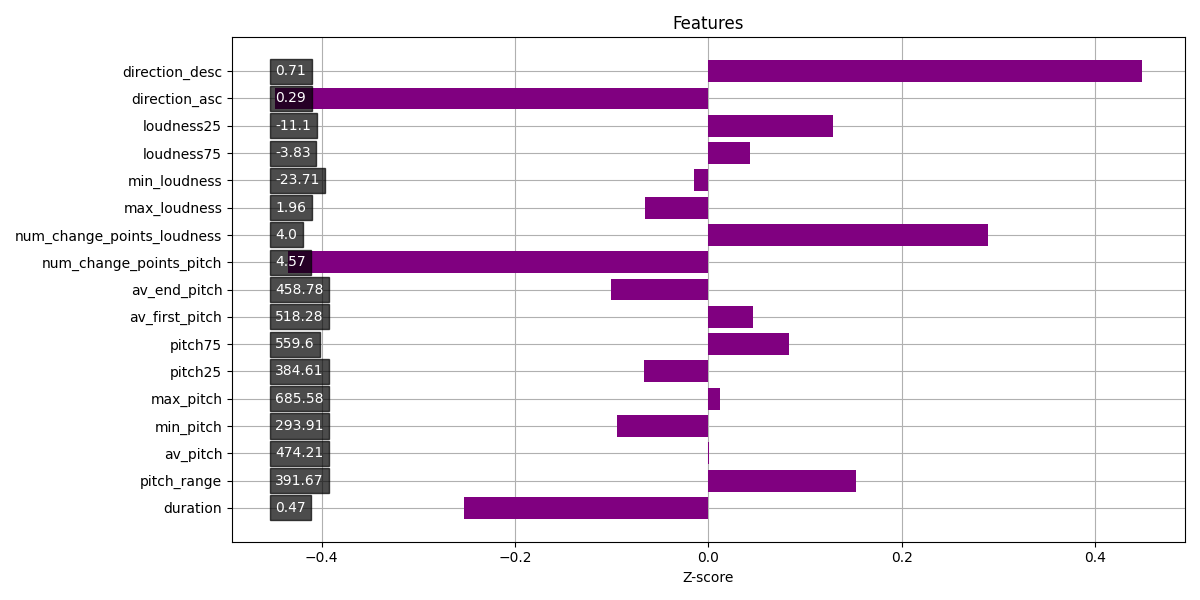 Features
direction_desc 0.71
direction_asc 0.29
loudness25 -11.1
loudness75 -3.83
min_loudness -23.71
max_loudness 1.96
num_change_points_loudness 4.0
num_change_points_pitch 4.57
av_end_pitch 458.78
av_first_pitch 518.28
pitch75 559.6
pitch25 384.61
max_pitch 685.58
min_pitch 293.91
av_pitch 474.21
pitch_range 391.67
duration 0.47
−0.4 −0.2 0.0 0.2 0.4
Z-score